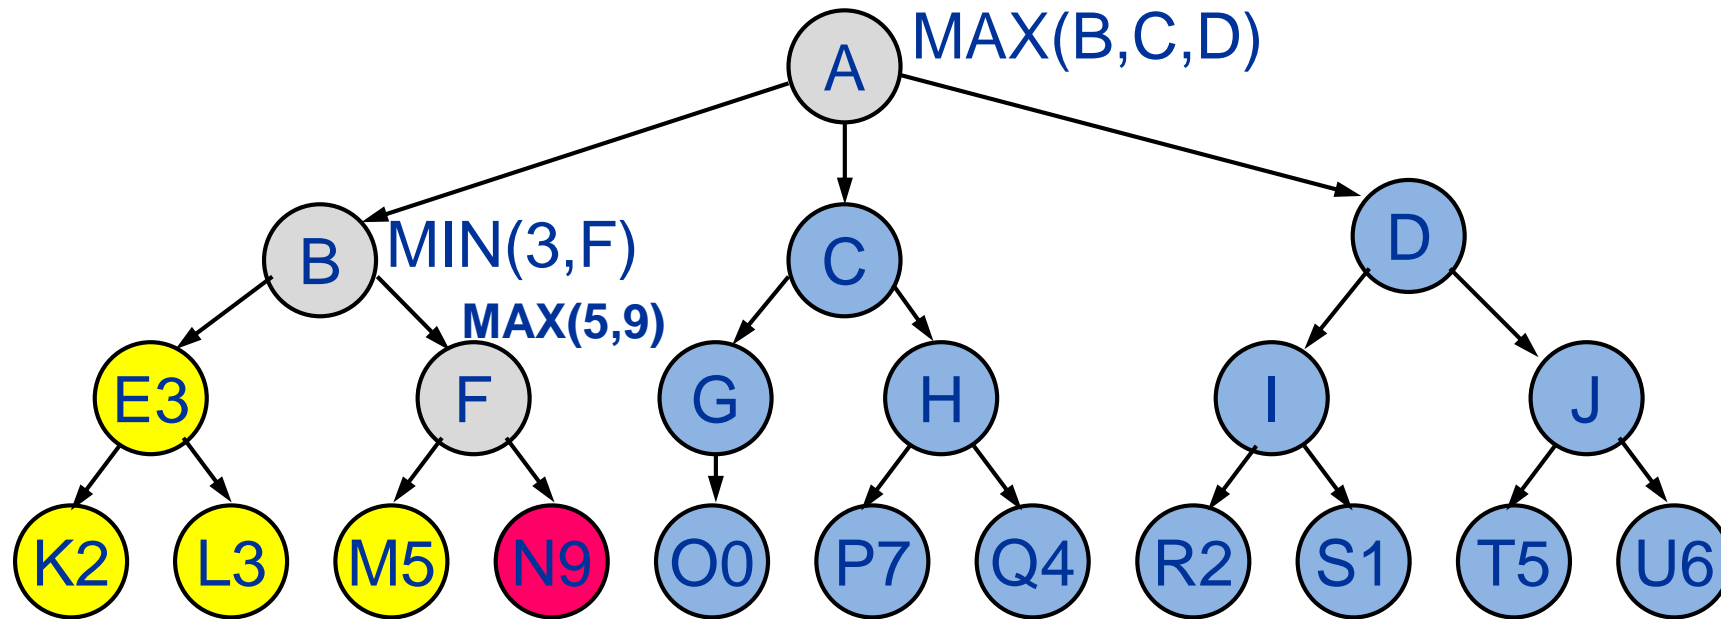 A MAX(B,C,D)
B MIN(3,F) C D
MAX(5,9)
E3 F G H I J
K2 L3 M5 N9 O0 P7 Q4 R2 S1 T5 U6